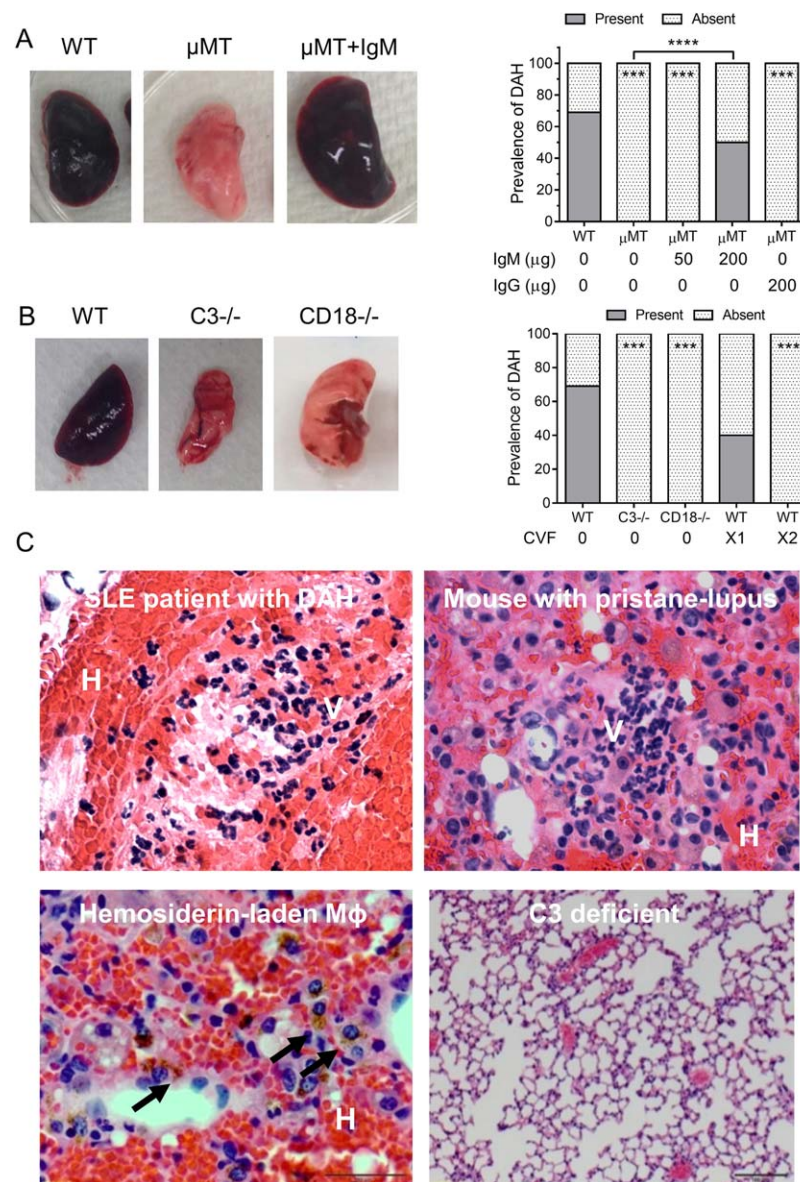 A
WT
μMT
μMT+IgM
Present
Absent
Prevalence of DAH
100
80
60
40
20
0
****
***
***
***
WT
μMT
μMT
μMT
μMT
IgM (μg) 0 0 50 200 0
IgG (μg) 0 0 0 0 200
B
WT
C3-/-
CD18-/-
Present
Absent
Prevalence of DAH
100
80
60
40
20
0
***
***
***
WT
C3-/-
CD18-/-
WT
WT
CVF 0 0 0 X1 X2
C
SLE patient with DAH
H
V
Mouse with pristane-lupus
V
H
Hemosiderin-laden Mϕ
H
C3 deficient